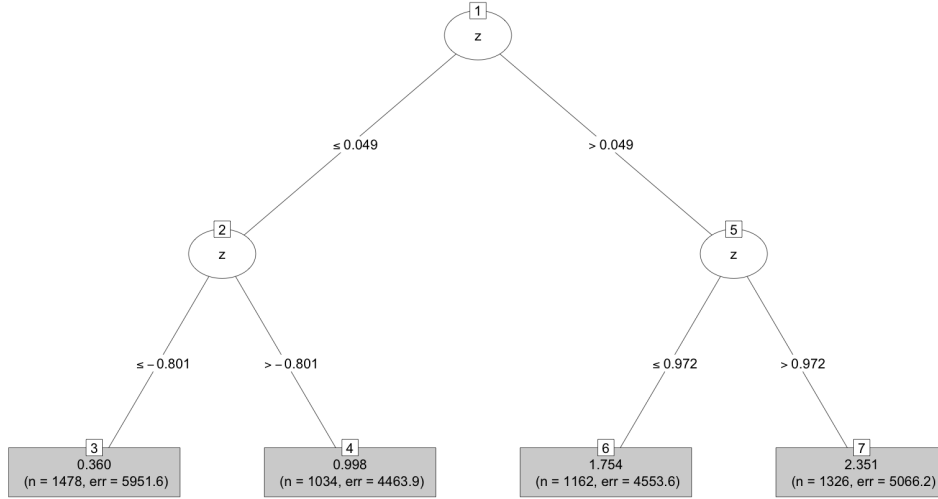 1
z
≤ 0.049
> 0.049
2
z
5
z
≤ − 0.801
> − 0.801
≤ 0.972
> 0.972
3
0.360
(n = 1478, err = 5951.6)
4
0.998
(n = 1034, err = 4463.9)
6
1.754
(n = 1162, err = 4553.6)
7
2.351
(n = 1326, err = 5066.2)